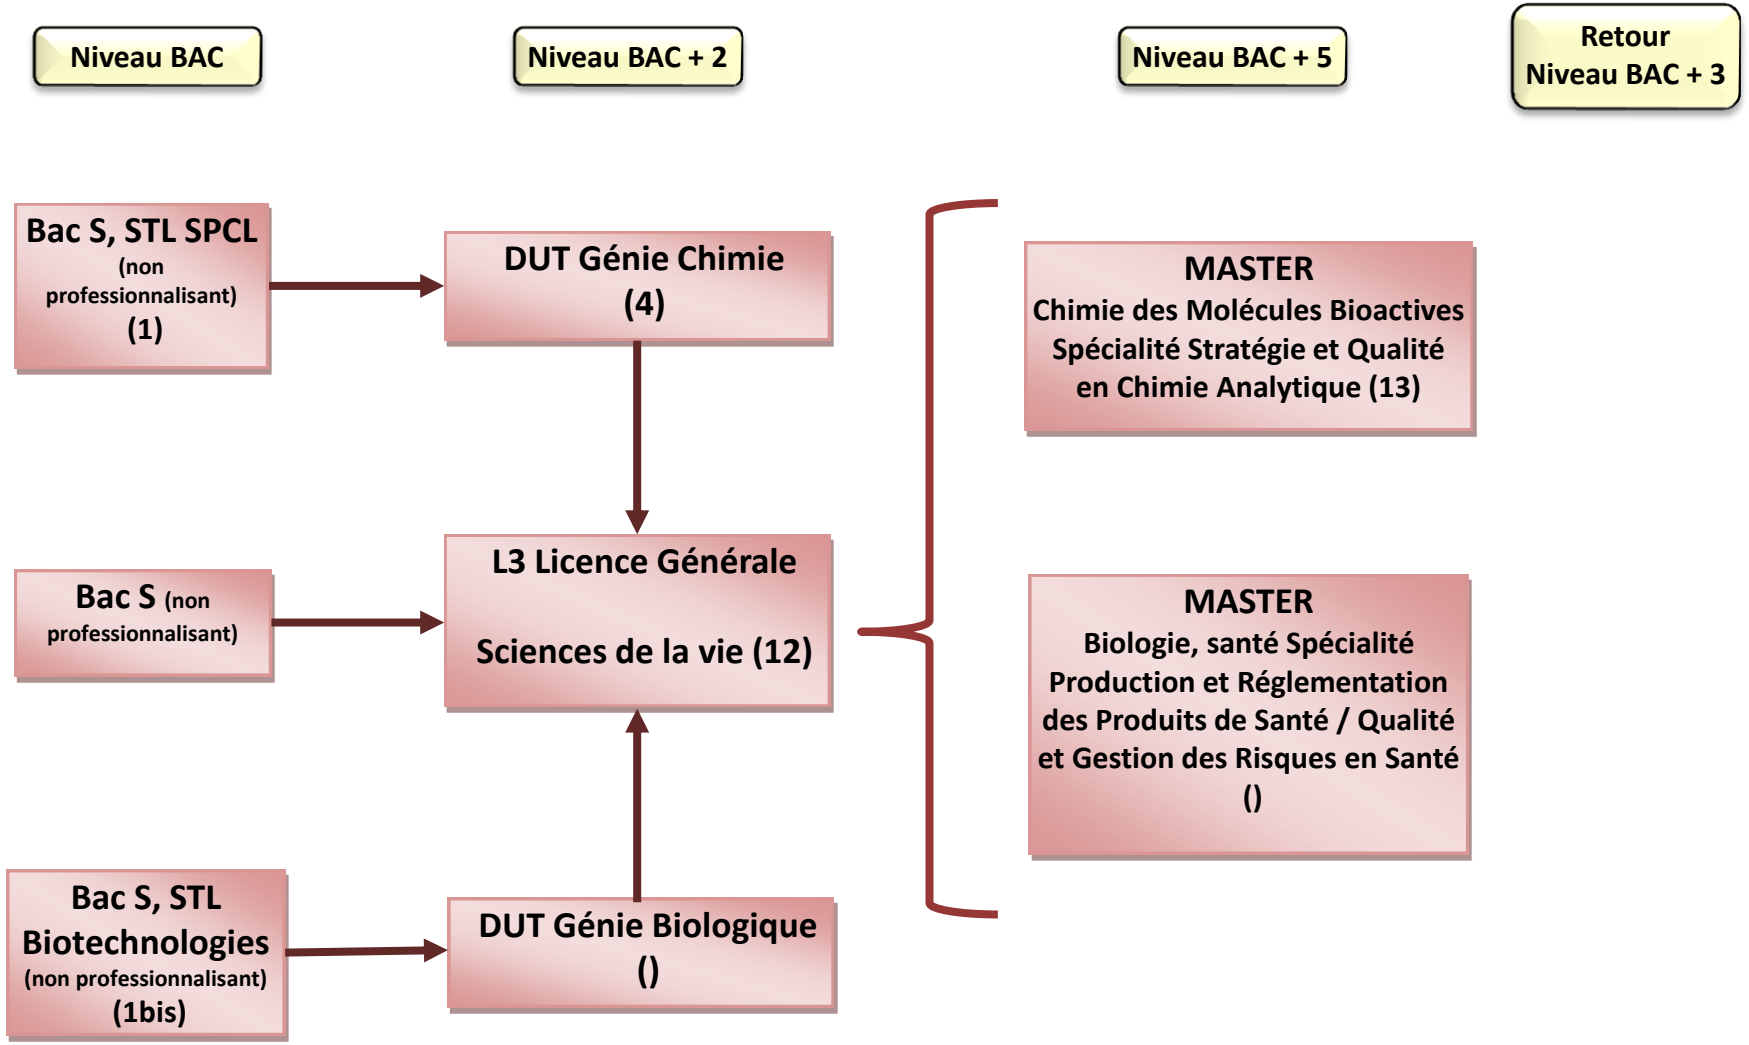 Niveau BAC
Niveau BAC + 2
Niveau BAC + 5
Retour
Niveau BAC + 3
Bac S, STL SPCL
(non
professionnalisant)
(1)
DUT Génie Chimie
(4)
MASTER
Chimie des Molécules Bioactives
Spécialité Stratégie et Qualité
en Chimie Analytique (13)
Bac S (non
professionnalisant)
L3 Licence Générale
Sciences de la vie (12)
MASTER
Biologie, santé Spécialité
Production et Réglementation
des Produits de Santé / Qualité
et Gestion des Risques en Santé
()
Bac S, STL
Biotechnologies
(non professionnalisant)
(1bis)
DUT Génie Biologique
()